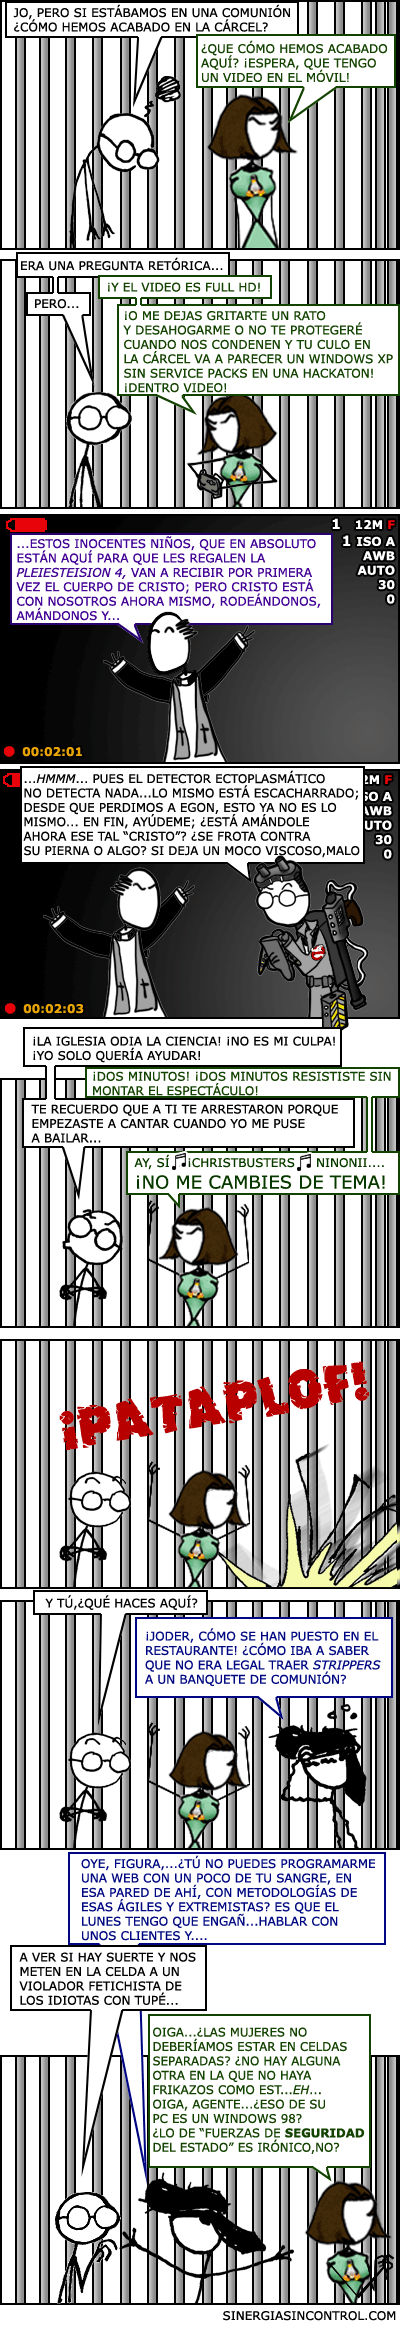 JO, PERO SI ESTÁBAMOS EN UNA COMUNIÓN
¿CÓMO HEMOS ACABADO EN LA CÁRCEL?
¿QUE CÓMO HEMOS ACABADO
AQUÍ? ¡ESPERA, QUE TENGO
UN VIDEO EN EL MÓVIL!
ERA UNA PREGUNTA RETÓRICA...
¡Y EL VIDEO ES FULL HD!
PERO...
¡O ME DEJAS GRITARTE UN RATO
Y DESAHOGARME O NO TE PROTEGERÉ
CUANDO NOS CONDENEN Y TU CULO EN
LA CÁRCEL VA A PARECER UN WINDOWS XP
SIN SERVICE PACKS EN UNA HACKATON!
¡DENTRO VIDEO!
1 12M F
1 ISO A
AWB
AUTO
30
0
...ESTOS INOCENTES NIÑOS, QUE EN ABSOLUTO
ESTÁN AQUÍ PARA QUE LES REGALEN LA
PLEIESTEISION 4, VAN A RECIBIR POR PRIMERA
VEZ EL CUERPO DE CRISTO; PERO CRISTO ESTÁ
CON NOSOTROS AHORA MISMO, RODEÁNDONOS,
AMÁNDONOS Y...
00:02:01
2M F
SO A
AWB
UTO
30
0
...HMMM... PUES EL DETECTOR ECTOPLASMÁTICO
NO DETECTA NADA...LO MISMO ESTÁ ESCACHARRADO;
DESDE QUE PERDIMOS A EGON, ESTO YA NO ES LO
MISMO... EN FIN, AYÚDEME; ¿ESTÁ AMÁNDOLE
AHORA ESE TAL "CRISTO"? ¿SE FROTA CONTRA
SU PIERNA O ALGO? SI DEJA UN MOCO VISCOSO,MALO
00:02:03
¡LA IGLESIA ODIA LA CIENCIA! ¡NO ES MI CULPA!
¡YO SOLO QUERÍA AYUDAR!
¡DOS MINUTOS! ¡DOS MINUTOS RESISTISTE SIN
MONTAR EL ESPECTÁCULO!
TE RECUERDO QUE A TI TE ARRESTARON PORQUE
EMPEZASTE A CANTAR CUANDO YO ME PUSE
A BAILAR...
AY, SÍ ♫¡CHRISTBUSTERS♫ NINONII....
¡NO ME CAMBIES DE TEMA!
¡PATAPLOF!
Y TÚ,¿QUÉ HACES AQUÍ?
¡JODER, CÓMO SE HAN PUESTO EN EL
RESTAURANTE! ¿CÓMO IBA A SABER
QUE NO ERA LEGAL TRAER STRIPPERS
A UN BANQUETE DE COMUNIÓN?
OYE, FIGURA,...¿TÚ NO PUEDES PROGRAMARME
UNA WEB CON UN POCO DE TU SANGRE, EN
ESA PARED DE AHÍ, CON METODOLOGÍAS DE
ESAS ÁGILES Y EXTREMISTAS? ES QUE EL
LUNES TENGO QUE ENGAÑ...HABLAR CON
UNOS CLIENTES Y....
A VER SI HAY SUERTE Y NOS
METEN EN LA CELDA A UN
VIOLADOR FETICHISTA DE
LOS IDIOTAS CON TUPÉ...
OIGA...¿LAS MUJERES NO
DEBERÍAMOS ESTAR EN CELDAS
SEPARADAS? ¿NO HAY ALGUNA
OTRA EN LA QUE NO HAYA
FRIKAZOS COMO EST...EH...
OIGA, AGENTE...¿ESO DE SU
PC ES UN WINDOWS 98?
¿LO DE "FUERZAS DE SEGURIDAD
DEL ESTADO" ES IRÓNICO,NO?
SINERGIASINCONTROL.COM